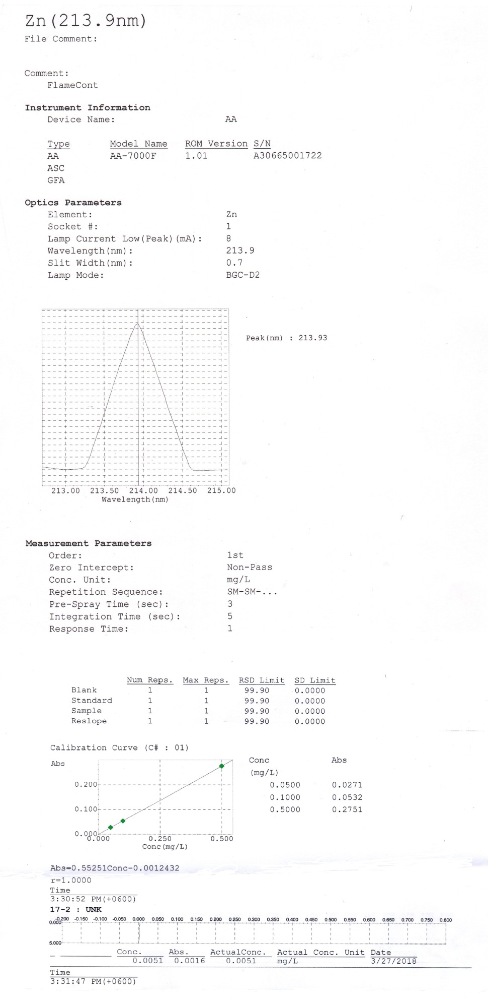 Zn(213.9nm)
File Comment:
Comment:
FlameCont
Instrument Information
Device Name: AA
Type Model Name ROM Version S/N
AA AA-7000F 1.01 A30665001722
ASC
GFA
Optics Parameters
Element: Zn
Socket #: 1
Lamp Current Low(Peak)(mA): 8
Wavelength(nm): 213.9
Slit Width(nm): 0.7
Lamp Mode: BGC-D2
Peak(nm) : 213.93
213.00 213.50 214.00 214.50 215.00
Wavelength(nm)
Measurement Parameters
Order: 1st
Zero Intercept: Non-Pass
Conc. Unit: mg/L
Repetition Sequence: SM-SM-...
Pre-Spray Time (sec): 3
Integration Time (sec): 5
Response Time: 1
Num Reps. Max Reps. RSD Limit SD Limit
Blank 1 1 99.90 0.0000
Standard 1 1 99.90 0.0000
Sample 1 1 99.90 0.0000
Reslope 1 1 99.90 0.0000
Calibration Curve (C# : 01)
Abs Conc Abs
(mg/L)
0.200 0.0500 0.0271
0.1000 0.0532
0.100 0.5000 0.2751
0.000
0.000 0.250 0.500
Conc(mg/L)
Abs=0.55251Conc-0.0012432
r=1.0000
Time
3:30:52 PM(+0600)
17-2 : UNK
-0.200 -0.150 -0.100 -0.050 0.000 0.050 0.100 0.150 0.200 0.250 0.300 0.350 0.400 0.450 0.500 0.550 0.600 0.650 0.700 0.750 0.800
0.000
5.000
Conc. Abs. ActualConc. Actual Conc. Unit Date
0.0051 0.0016 0.0051 mg/L 3/27/2018
Time
3:31:47 PM(+0600)